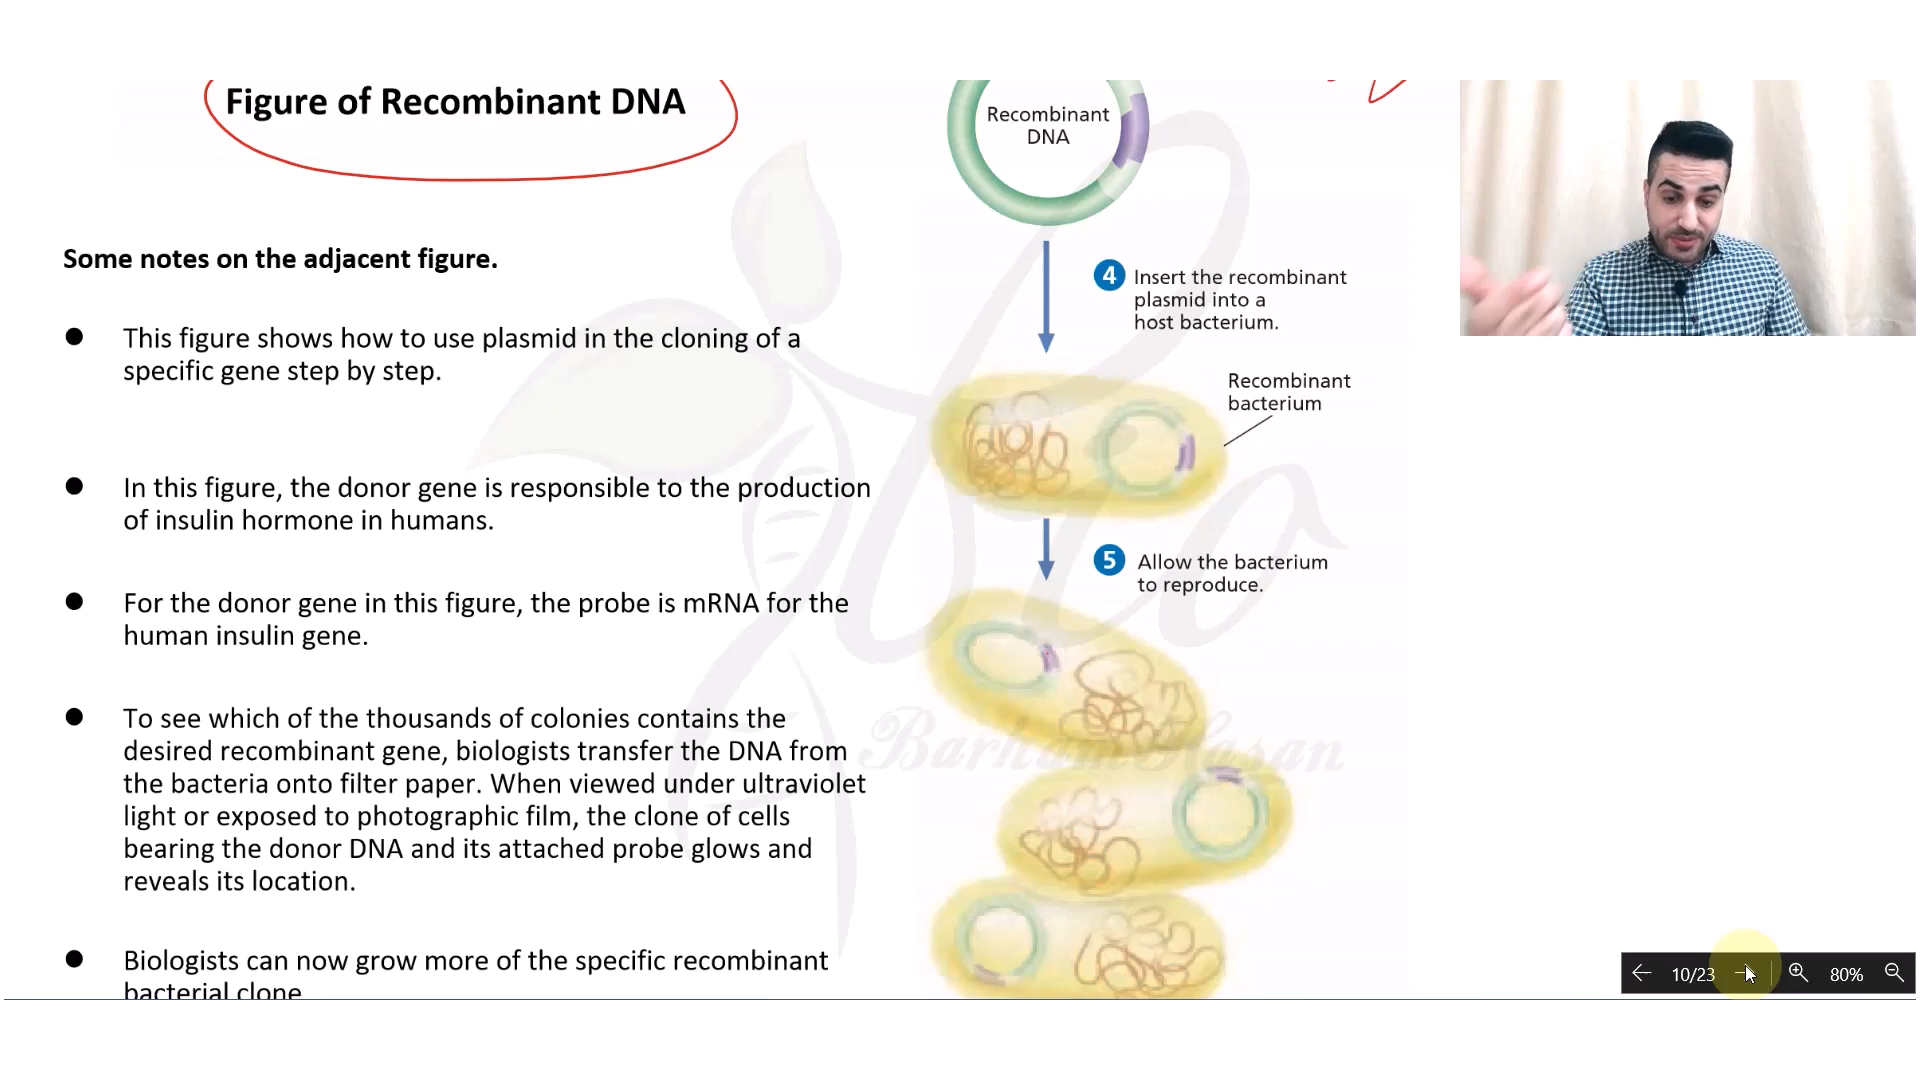 Figure of Recombinant DNA
Some notes on the adjacent figure.
This figure shows how to use plasmid in the cloning of a
specific gene step by step.
In this figure, the donor gene is responsible to the production
of insulin hormone in humans.
For the donor gene in this figure, the probe is mRNA for the
human insulin gene.
To see which of the thousands of colonies contains the
desired recombinant gene, biologists transfer the DNA from
the bacteria onto filter paper. When viewed under ultraviolet
light or exposed to photographic film, the clone of cells
bearing the donor DNA and its attached probe glows and
reveals its location.
Biologists can now grow more of the specific recombinant
bacterial clone
Recombinant
DNA
4 Insert the recombinant
plasmid into a
host bacterium.
Recombinant
bacterium
5 Allow the bacterium
to reproduce.
Bio
Barham Hasan
10/23
80%